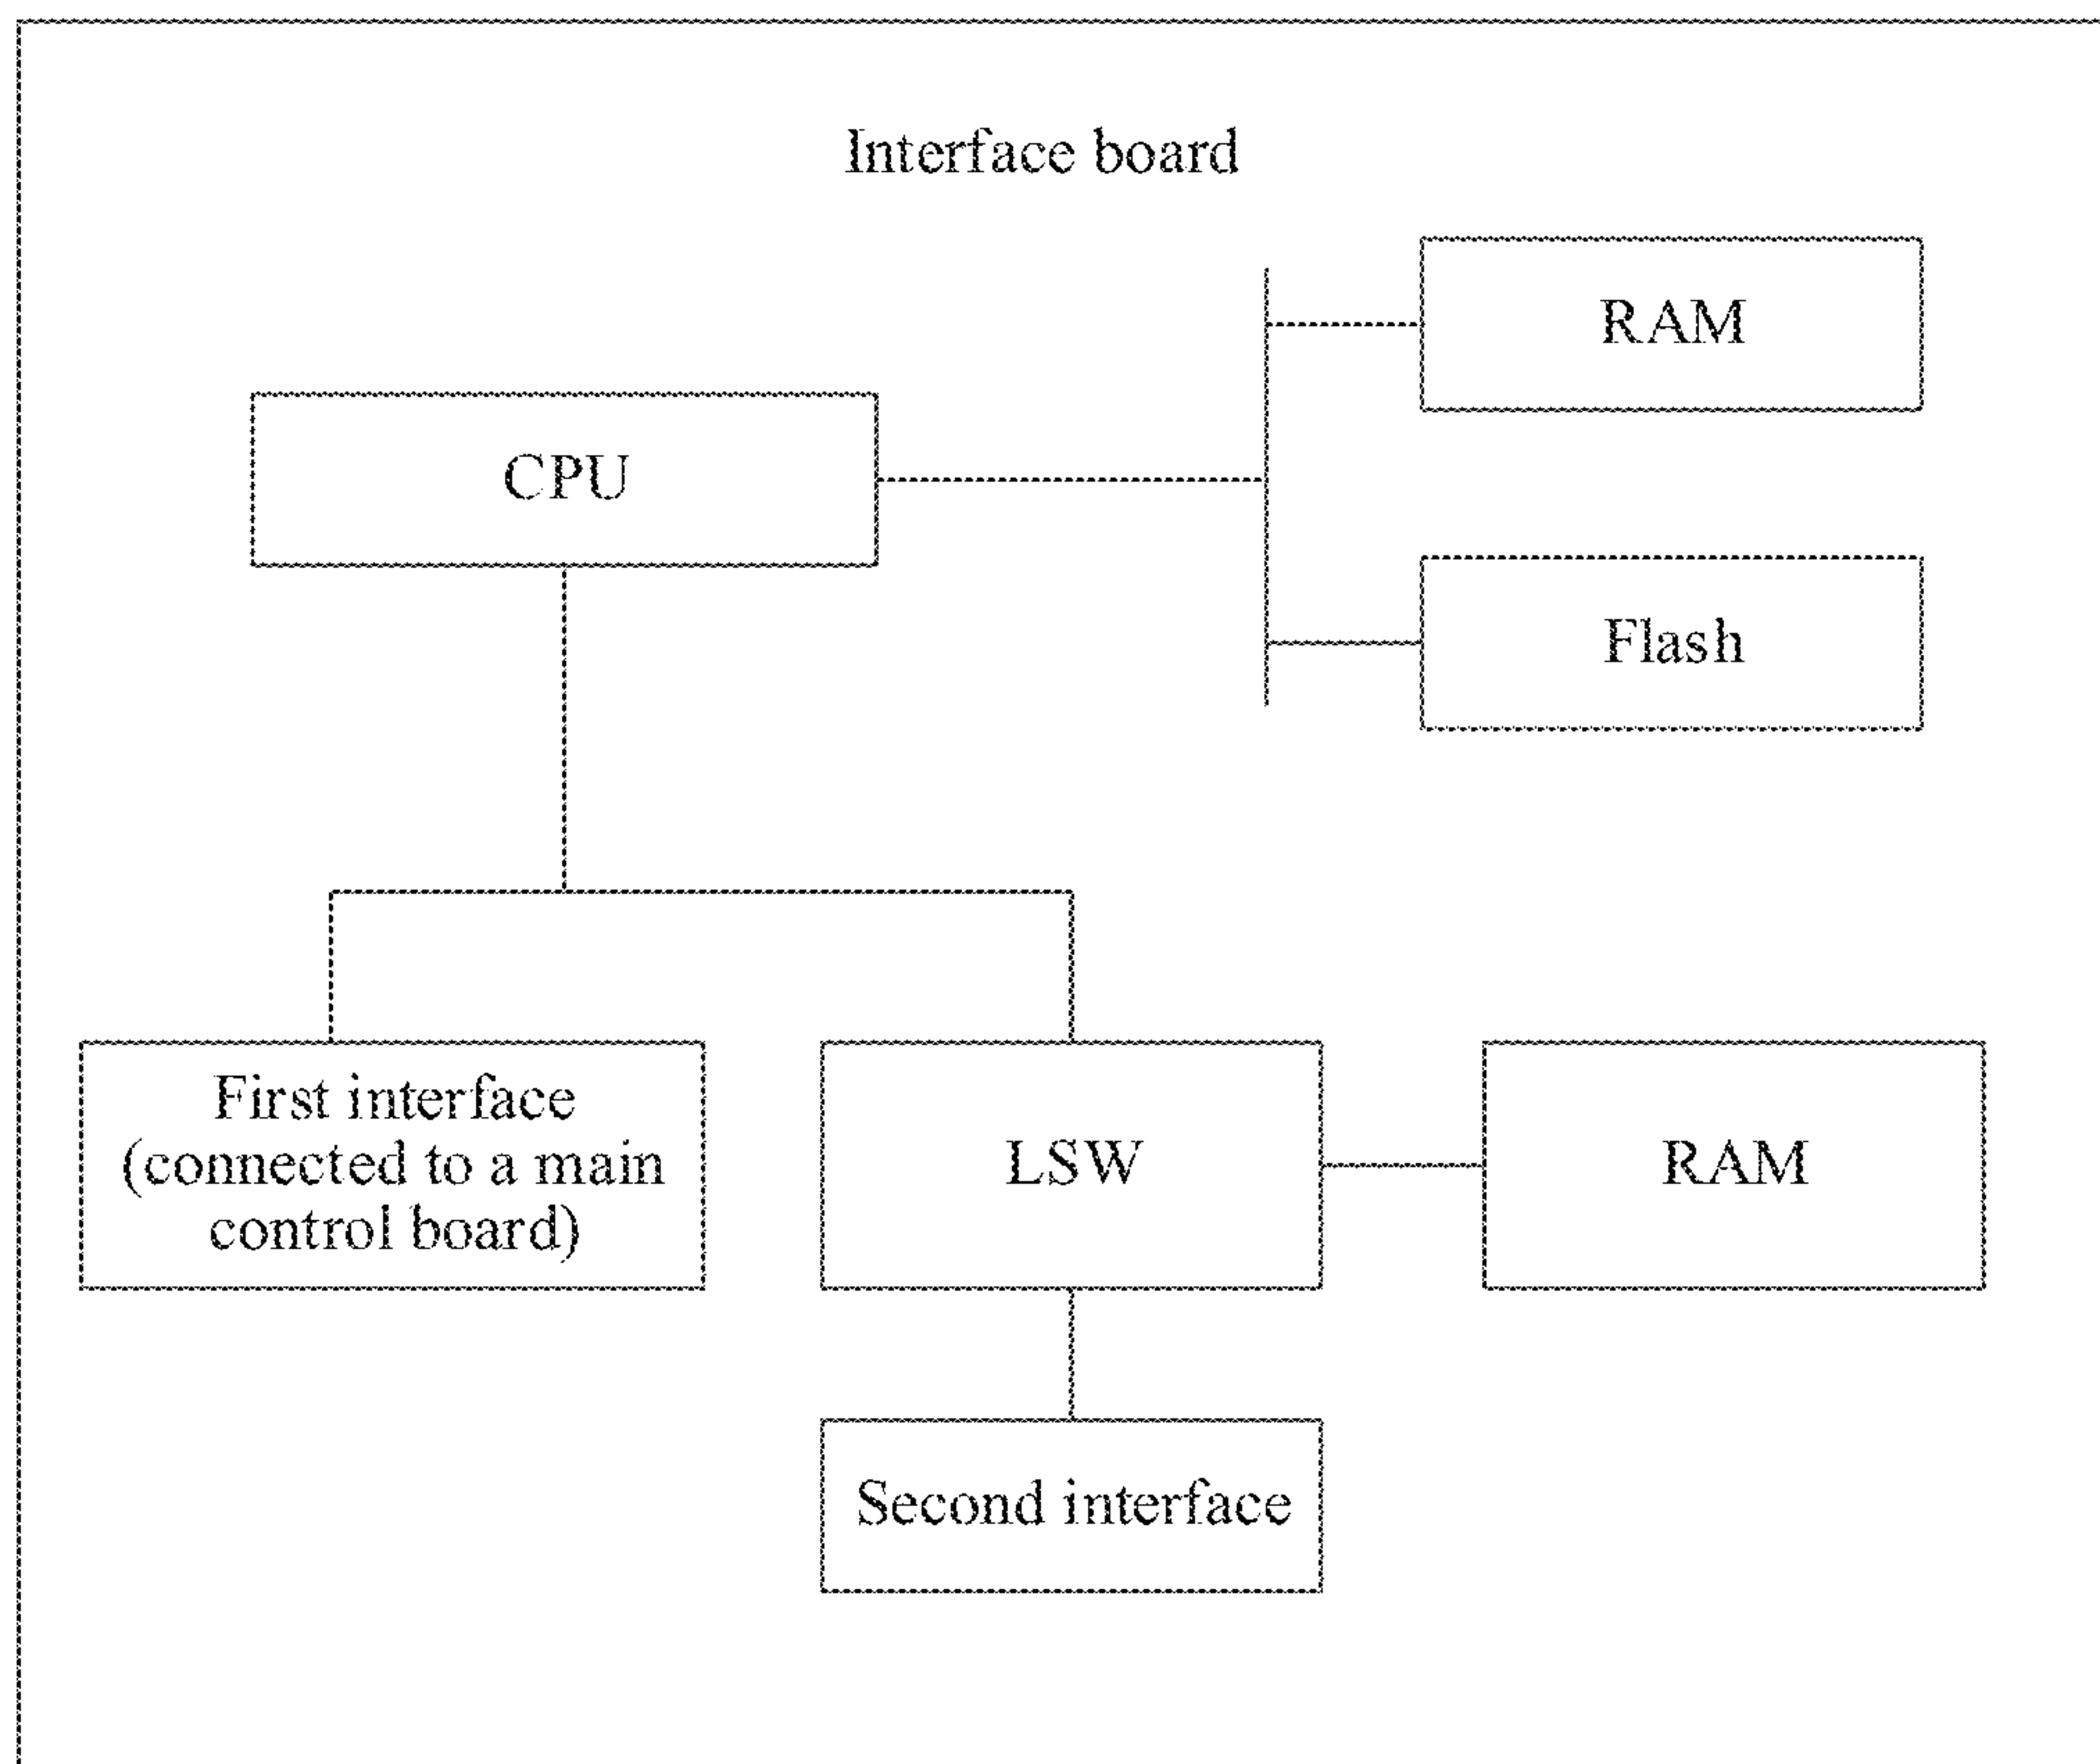 Interface board
RAM
CPU
Flash
First interface
(connected to a main
control board)
LSW
RAM
Second interface